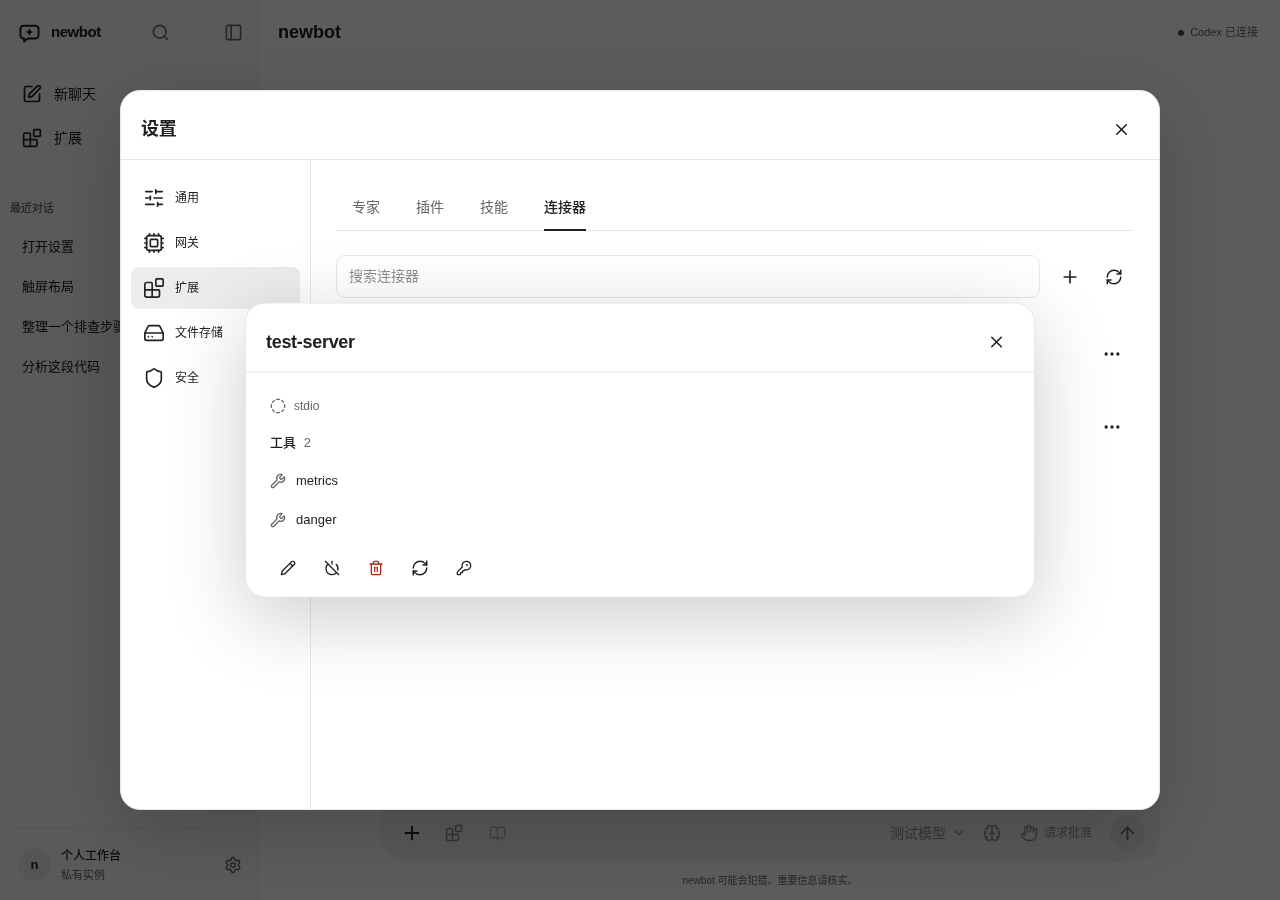 newbot
newbot
Codex 已连接
新聊天
扩展
最近对话
打开设置
触屏布局
整理一个排查步
分析这段代码
设置
通用
网关
扩展
文件存储
安全
专家
插件
技能
连接器
搜索连接器
test-server
stdio
工具 2
metrics
danger
测试模型
请求批准
n
个人工作台
私有实例
newbot 可能会犯错。重要信息请核实。